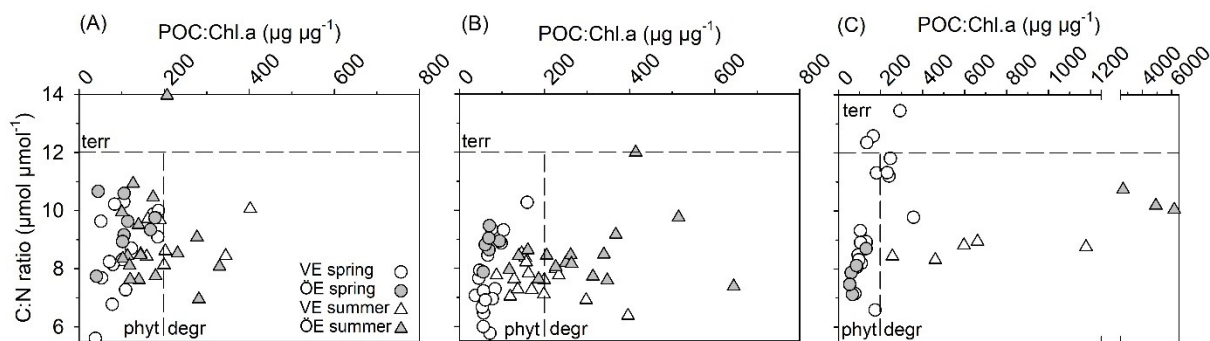 (A) POC:Chl.a (µg µg⁻¹)
0 200 400 600 800
(B) POC:Chl.a (µg µg⁻¹)
0 200 400 600 800
(C) POC:Chl.a (µg µg⁻¹)
0 200 400 600 800 1000 1200 4000 6000
C:N ratio (µmol µmol⁻¹)
14
12
10
8
6
terr
VE spring
ÖE spring
VE summer
ÖE summer
phyt degr
terr
phyt degr
terr
phyt degr